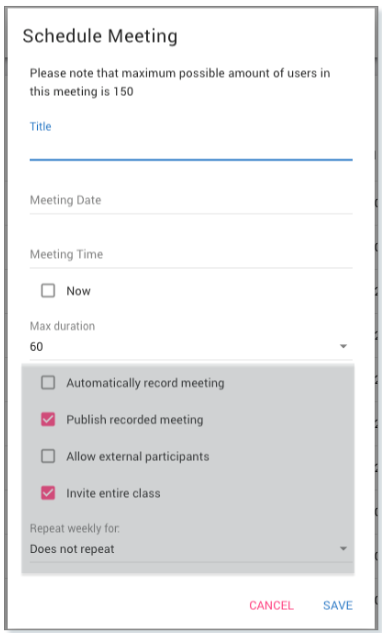 Schedule Meeting
Please note that maximum possible amount of users in
this meeting is 150
Title
Meeting Date
Meeting Time
Now
Max duration
60
Automatically record meeting
Publish recorded meeting
Allow external participants
Invite entire class
Repeat weekly for:
Does not repeat
CANCEL SAVE